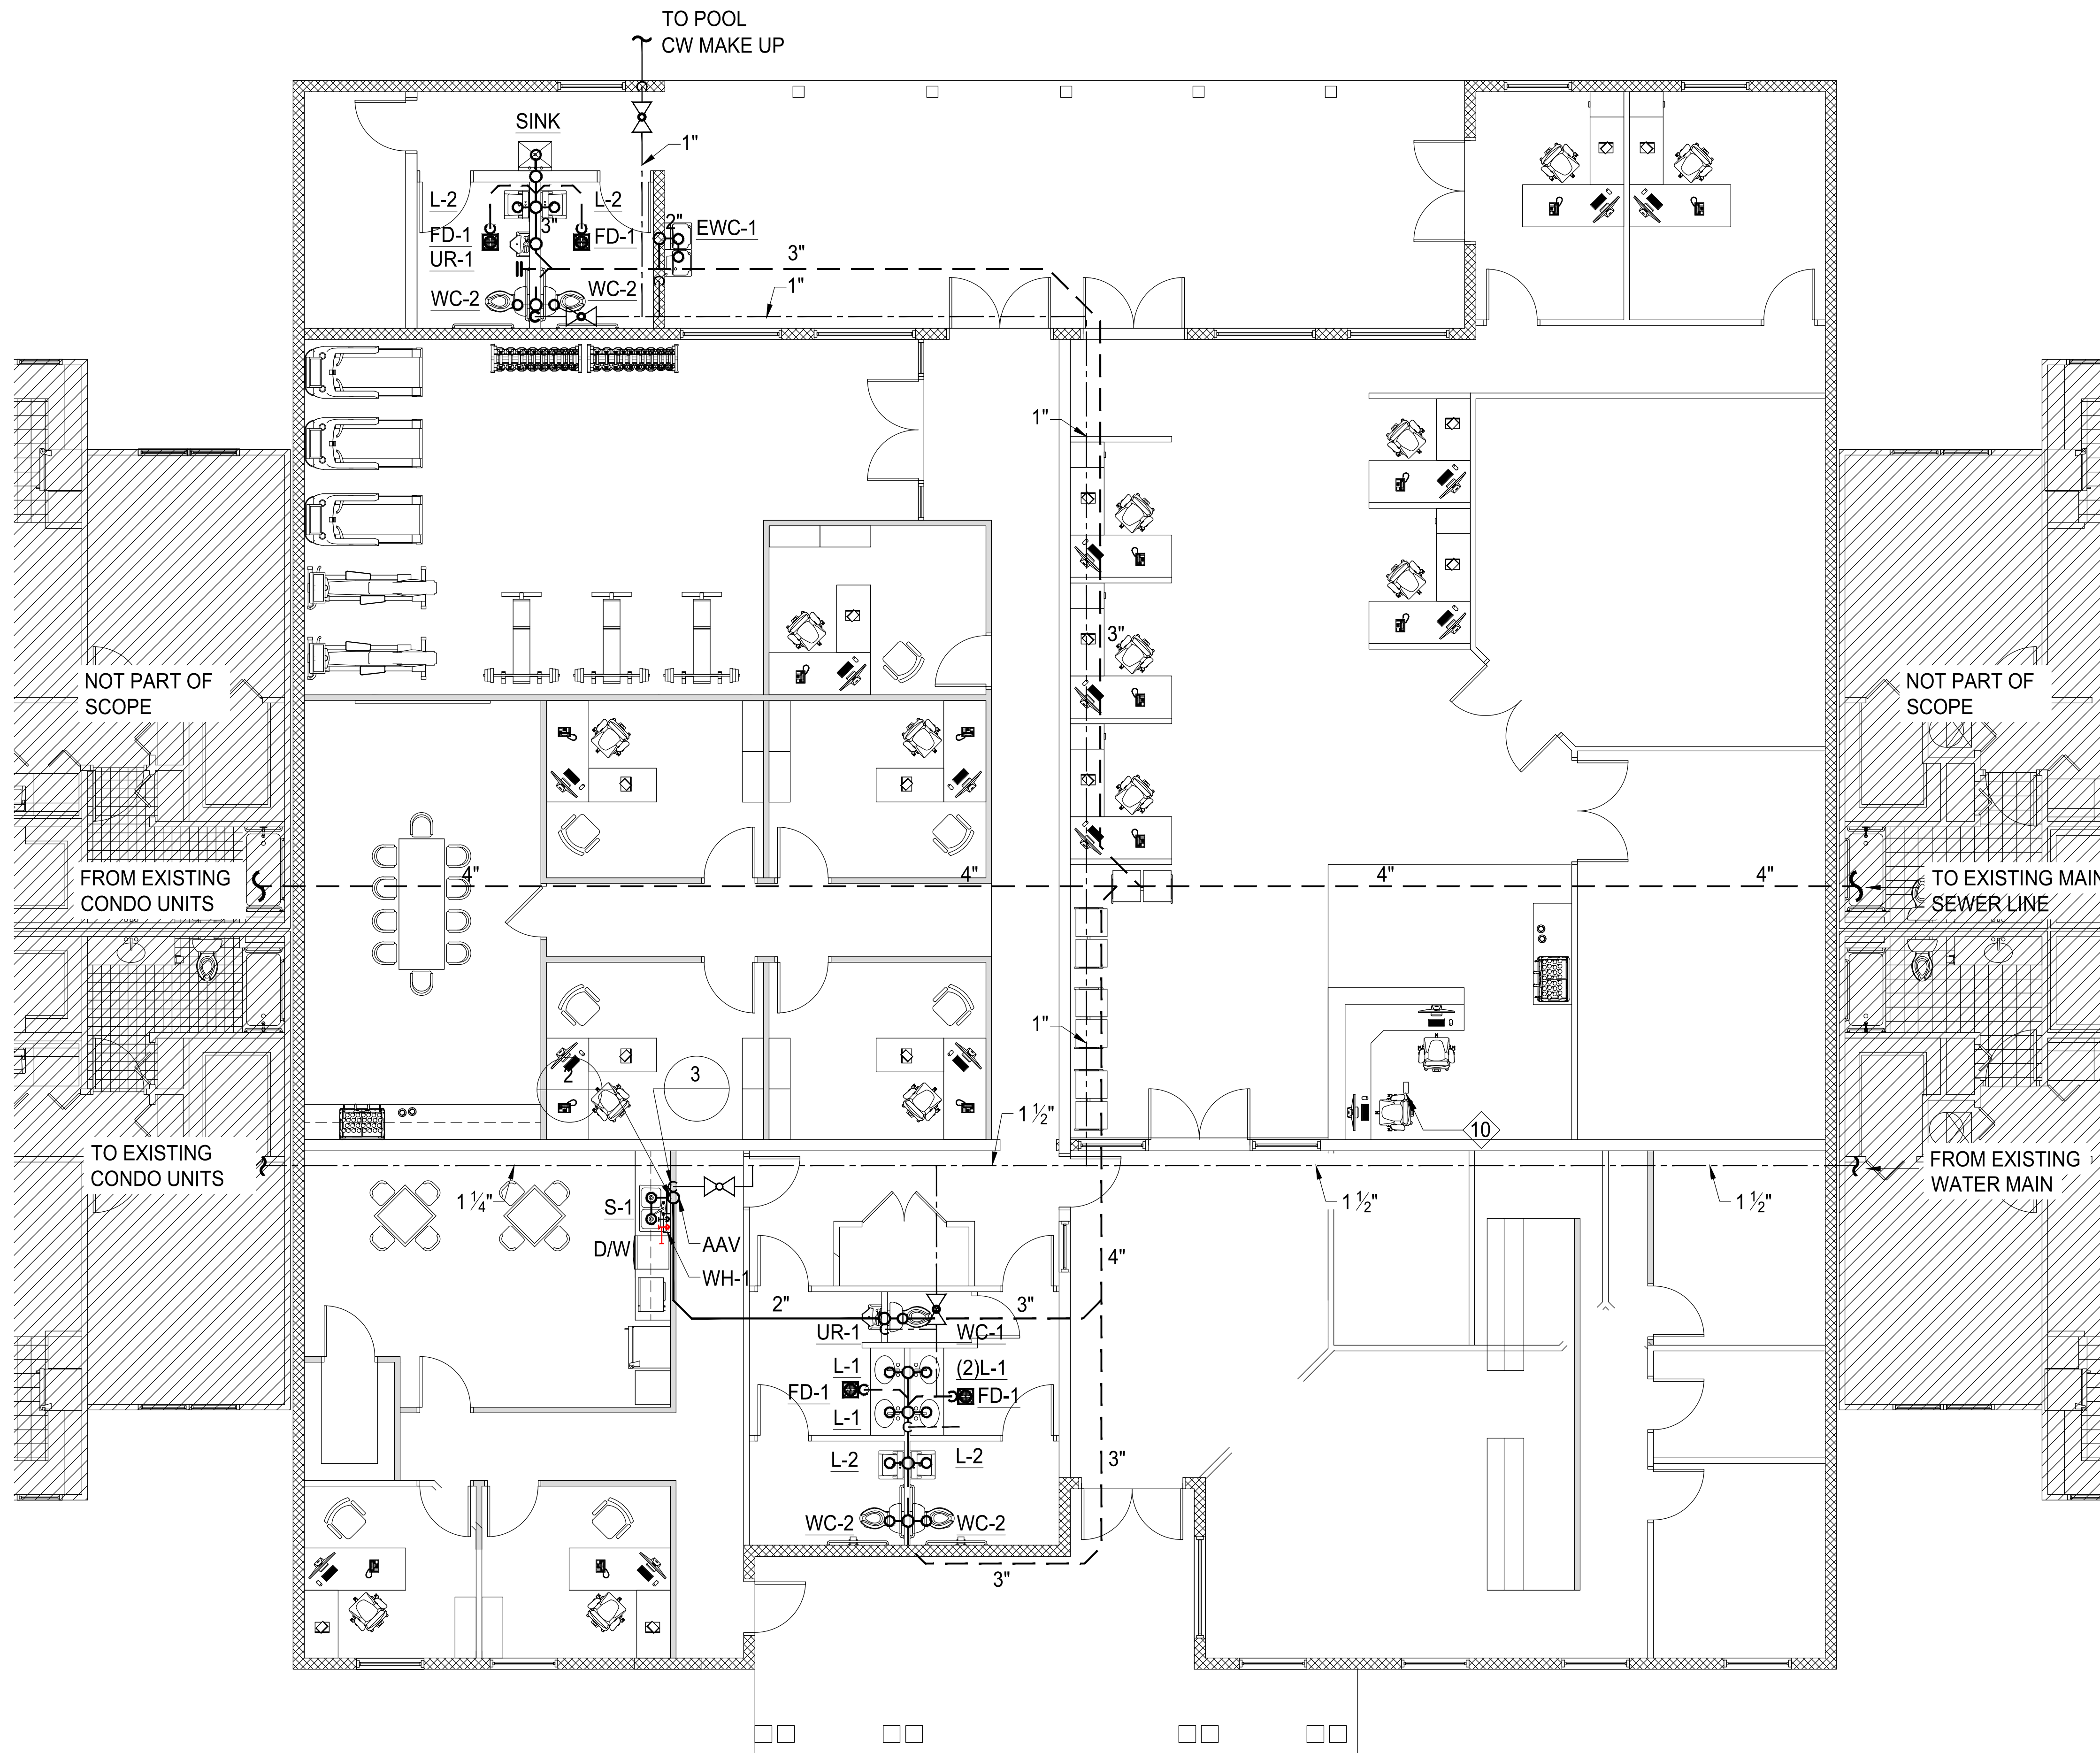 TO POOL
CW MAKE UP
SINK
1"
L-2
L-2
3"
2"
EWC-1
FD-1
FD-1
UR-1
3"
WC-2
WC-2
1"
1"
3"
NOT PART OF
SCOPE
NOT PART OF
SCOPE
FROM EXISTING
CONDO UNITS
4"
4"
4"
4"
TO EXISTING MAIN
SEWER LINE
1"
2
3
1 ½"
10
TO EXISTING
CONDO UNITS
FROM EXISTING
WATER MAIN
1 ¼"
S-1
1 ½"
1 ½"
D/W
AAV
WH-1
4"
2"
3"
UR-1
WC-1
L-1
(2)L-1
FD-1
FD-1
L-1
L-2
L-2
3"
WC-2
WC-2
3"